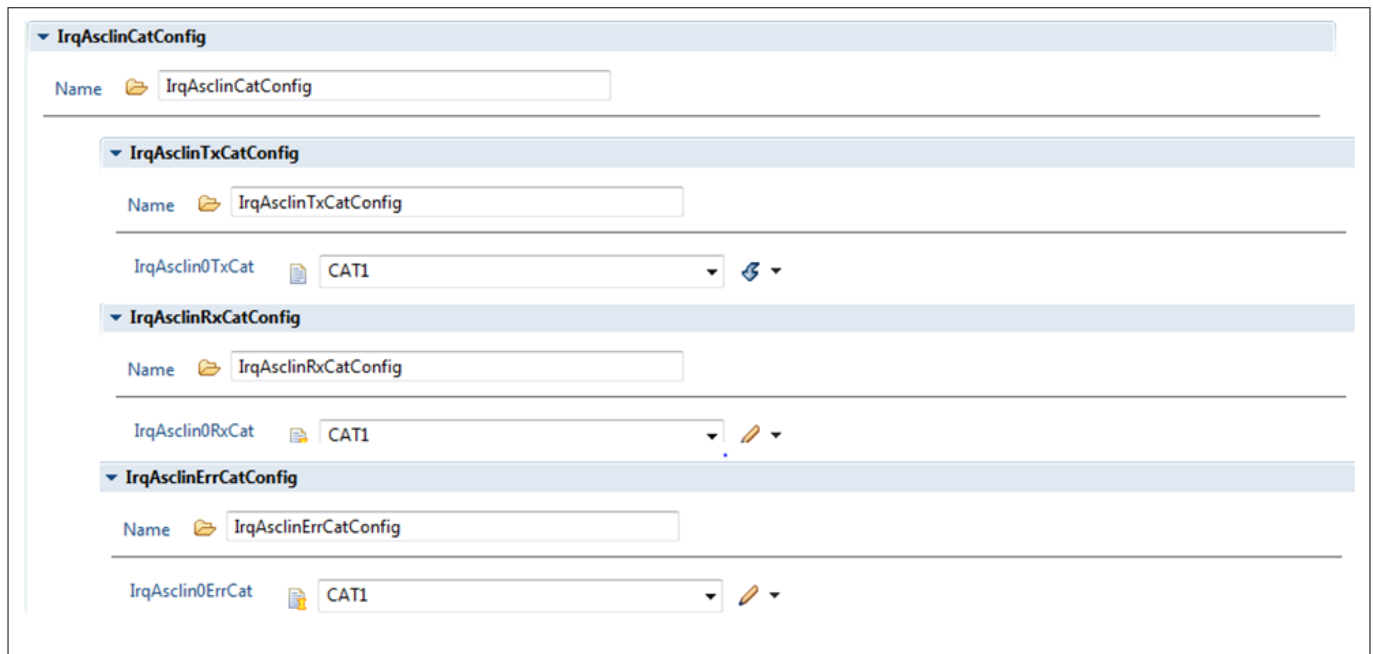 IrqAsclinCatConfig
Name IrqAsclinCatConfig
IrqAsclinTxCatConfig
Name IrqAsclinTxCatConfig
IrqAsclin0TxCat CAT1
IrqAsclinRxCatConfig
Name IrqAsclinRxCatConfig
IrqAsclin0RxCat CAT1
IrqAsclinErrCatConfig
Name IrqAsclinErrCatConfig
IrqAsclin0ErrCat CAT1